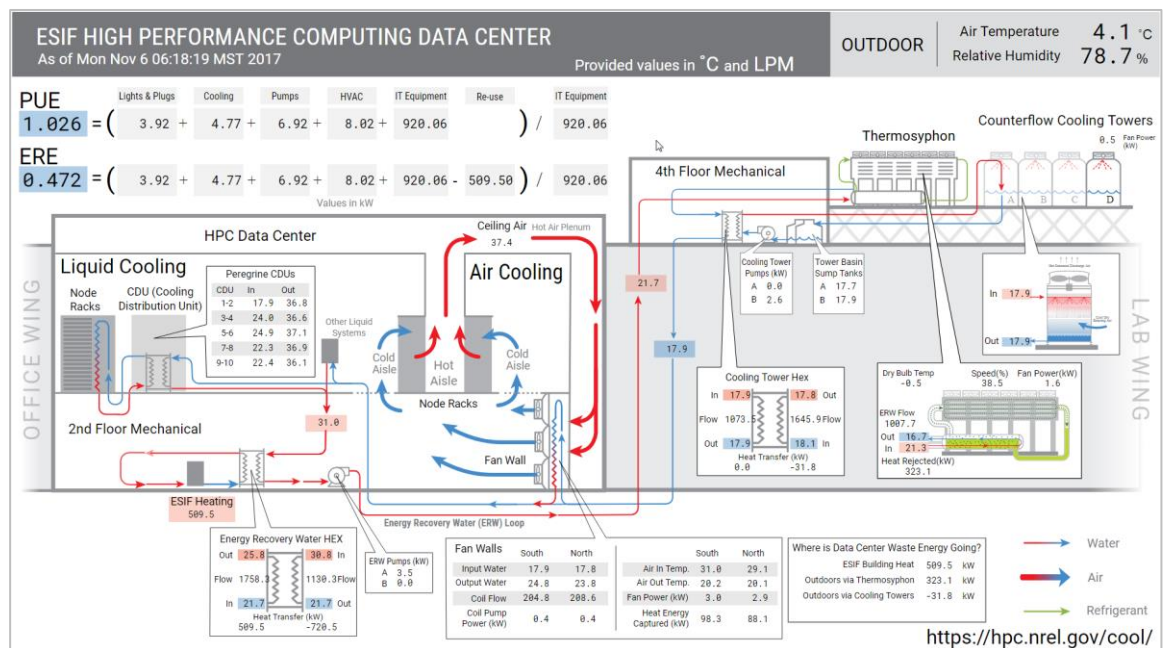 ESIF HIGH PERFORMANCE COMPUTING DATA CENTER
As of Mon Nov 6 06:18:19 MST 2017
Provided values in ˚C and LPM
OUTDOOR
Air Temperature 4.1 °C
Relative Humidity 78.7 %
PUE
Lights & Plugs Cooling Pumps HVAC IT Equipment Re-use IT Equipment
1.026 = ( 3.92 + 4.77 + 6.92 + 8.02 + 920.06 ) / 920.06
ERE
0.472 = ( 3.92 + 4.77 + 6.92 + 8.02 + 920.06 - 509.50 ) / 920.06
Values in kW
Counterflow Cooling Towers
0.5 Fan Power (kW)
A B C D
Thermosyphon
4th Floor Mechanical
Cooling Tower
Pumps (kW)
A 0.0
B 2.6
Tower Basin
Sump Tanks
A 17.7
B 17.9
21.7
17.9
In 17.9
Out 17.9
OFFICE WING
LAB WING
HPC Data Center
Liquid Cooling
Node
Racks
CDU (Cooling
Distribution Unit)
Peregrine CDUs
CDU In Out
1-2 17.9 36.8
3-4 24.0 36.6
5-6 24.9 37.1
7-8 22.3 36.9
9-10 22.4 36.1
Other Liquid
Systems
Ceiling Air Hot Air Plenum
37.4
Air Cooling
Cold
Aisle
Hot
Aisle
Cold
Aisle
Node Racks
Fan Wall
2nd Floor Mechanical
31.0
ESIF Heating
509.5
Energy Recovery Water (ERW) Loop
Cooling Tower Hex
In 17.9 17.8 Out
Flow 1073.5 1645.9 Flow
Out 17.9 18.1 In
Heat Transfer (kW)
0.0 -31.8
Dry Bulb Temp Speed(%) Fan Power(kW)
-0.5 38.5 1.6
ERW Flow
1007.7
Out 16.7
In 21.3
Heat Rejected(kW)
323.1
Energy Recovery Water HEX
Out 25.8 30.8 In
Flow 1758.3 1130.3 Flow
In 21.7 21.7 Out
Heat Transfer (kW)
509.5 -720.5
ERW Pumps (kW)
A 3.5
B 0.0
Fan Walls South North
Input Water 17.9 17.8
Output Water 24.8 23.8
Coil Flow 204.8 208.6
Coil Pump
Power (kW) 0.4 0.4
South North
Air In Temp. 31.0 29.1
Air Out Temp. 20.2 20.1
Fan Power (kW) 3.0 2.9
Heat Energy
Captured (kW) 98.3 88.1
Where is Data Center Waste Energy Going?
ESIF Building Heat 509.5 kW
Outdoors via Thermosyphon 323.1 kW
Outdoors via Cooling Towers -31.8 kW
Water
Air
Refrigerant
https://hpc.nrel.gov/cool/